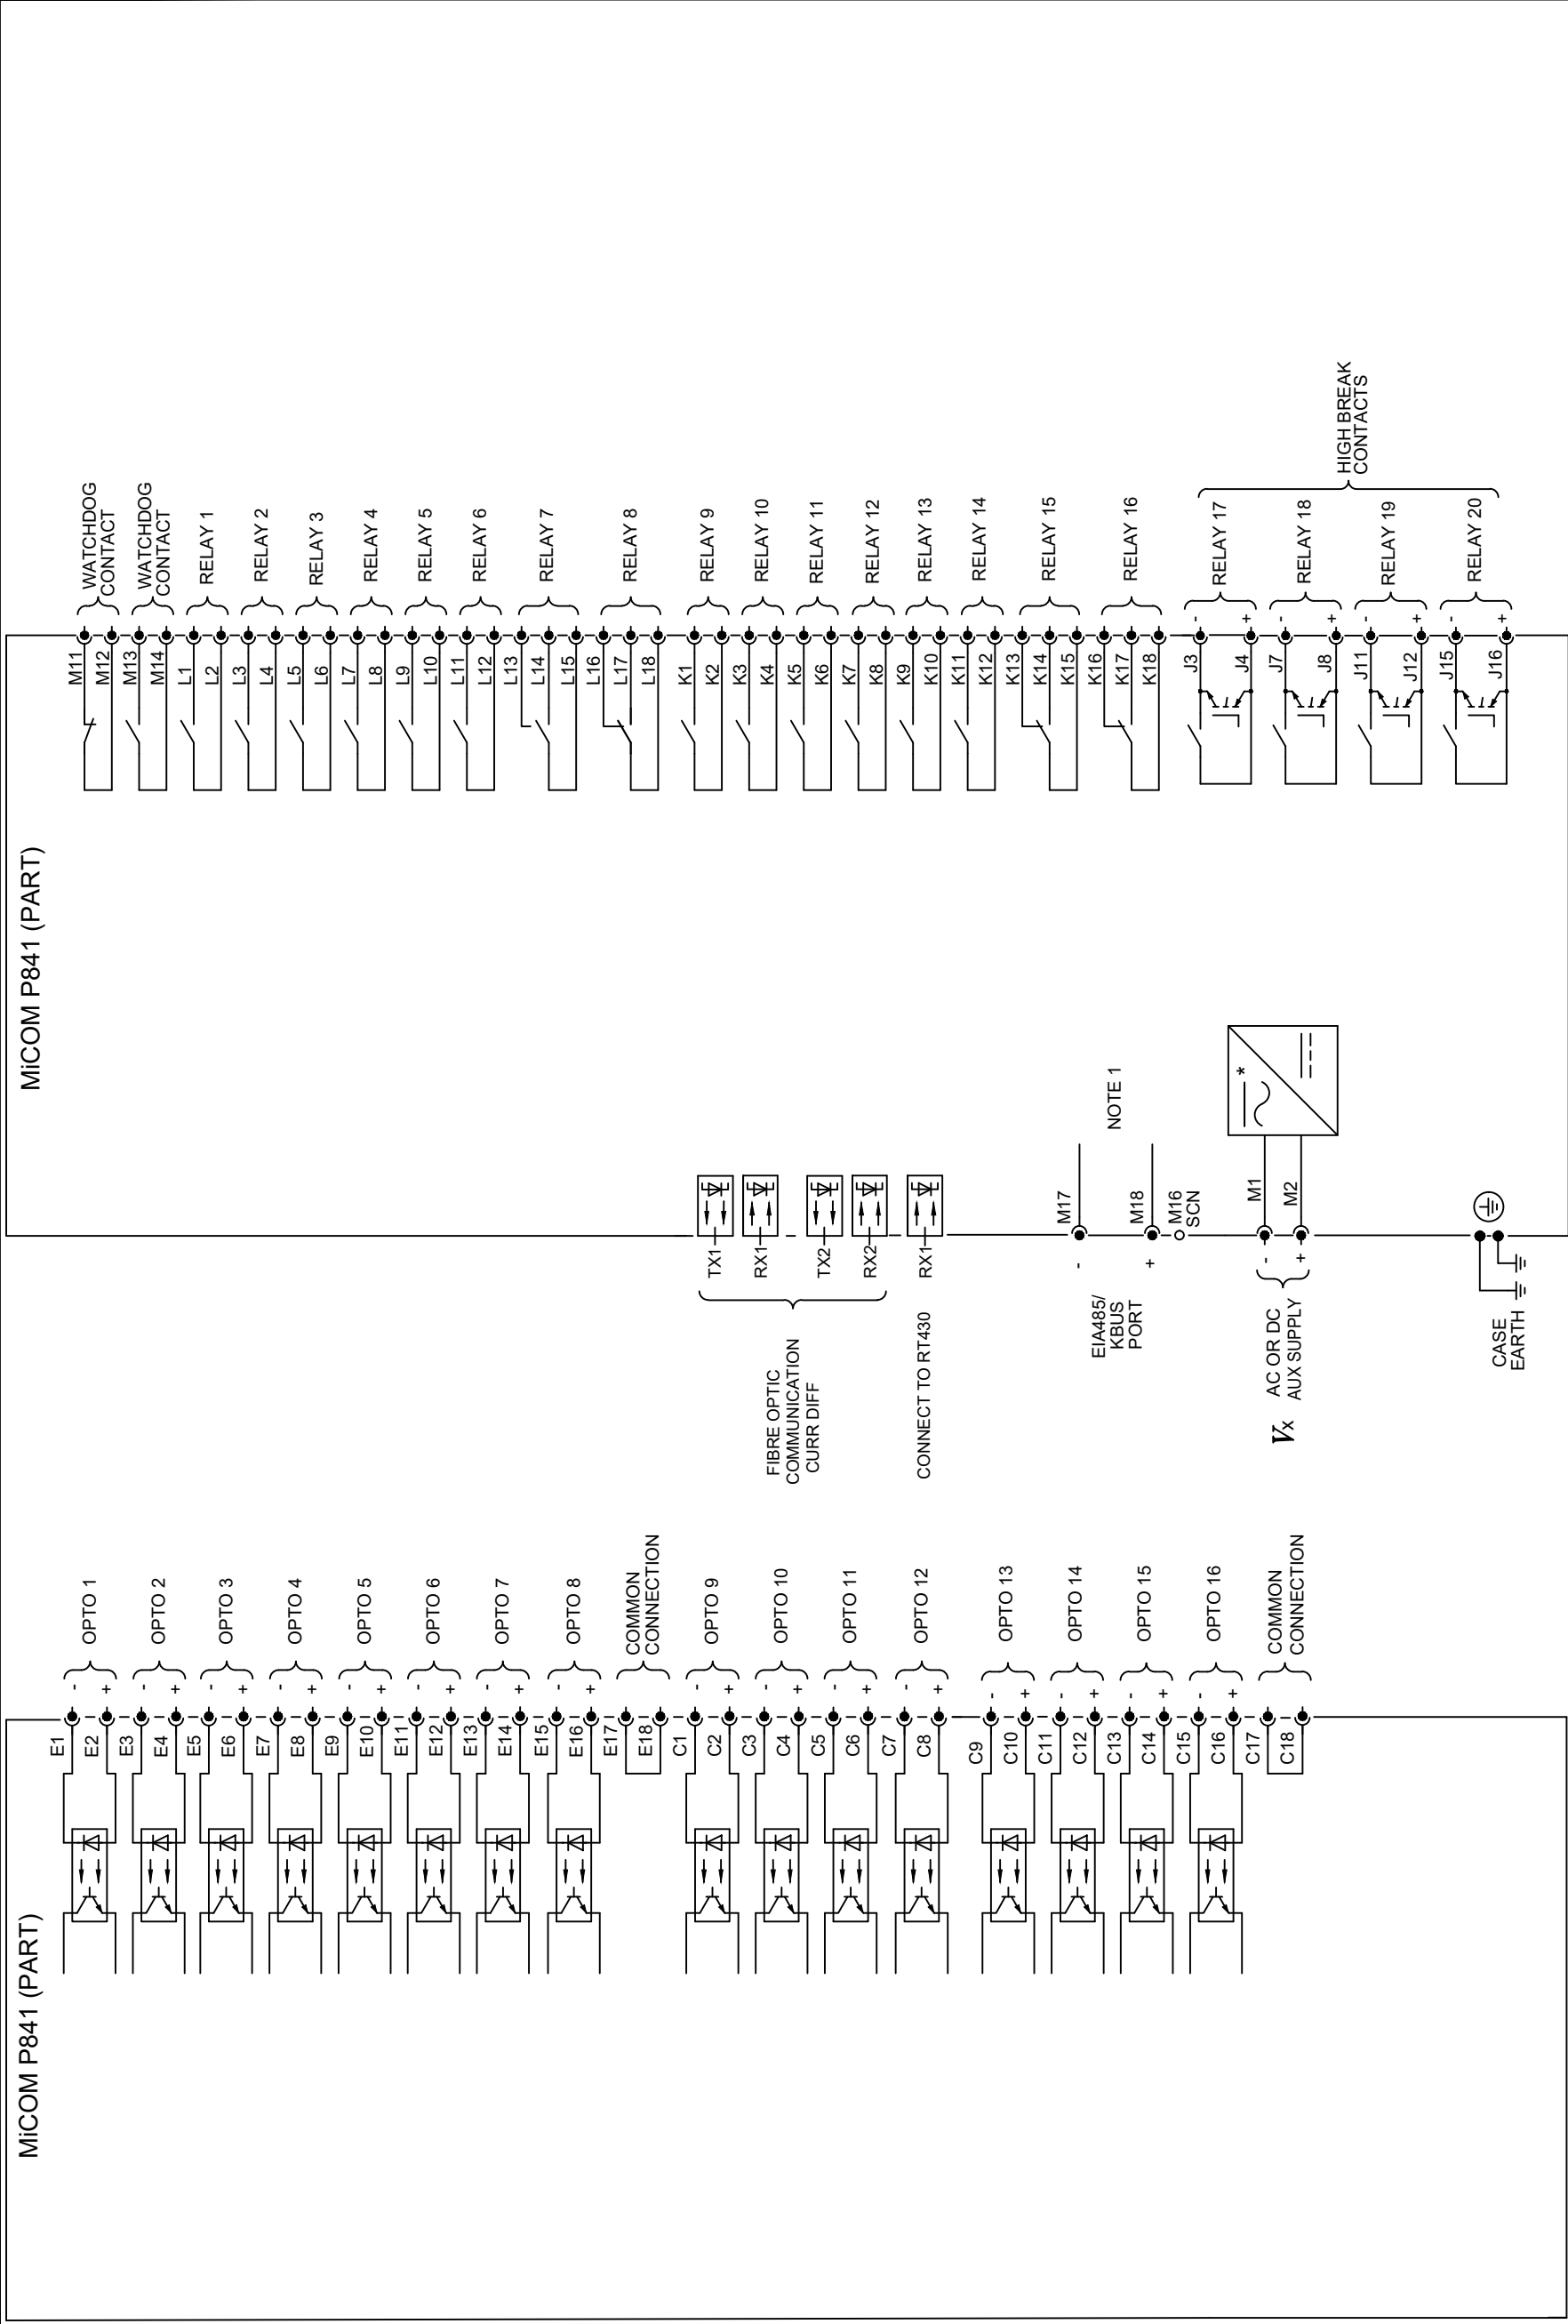 MiCOM P841 (PART)
E1
E2
-
+
OPTO 1
E3
E4
-
+
OPTO 2
E5
E6
-
+
OPTO 3
E7
E8
-
+
OPTO 4
E9
E10
-
+
OPTO 5
E11
E12
-
+
OPTO 6
E13
E14
-
+
OPTO 7
E15
E16
-
+
OPTO 8
E17
E18
COMMON
CONNECTION
C1
C2
-
+
OPTO 9
C3
C4
-
+
OPTO 10
C5
C6
-
+
OPTO 11
C7
C8
-
+
OPTO 12
C9
C10
-
+
OPTO 13
C11
C12
-
+
OPTO 14
C13
C14
-
+
OPTO 15
C15
C16
-
+
OPTO 16
C17
C18
COMMON
CONNECTION
MiCOM P841 (PART)
FIBRE OPTIC
COMMUNICATION
CURR DIFF
TX1
RX1
TX2
RX2
CONNECT TO RT430
RX1
EIA485/
KBUS
PORT
-
+
M17
M18
M16
SCN
NOTE 1
Vx
AC OR DC
AUX SUPPLY
-
+
M1
M2
*
CASE
EARTH
M11
M12
WATCHDOG
CONTACT
M13
M14
WATCHDOG
CONTACT
L1
L2
RELAY 1
L3
L4
RELAY 2
L5
L6
RELAY 3
L7
L8
RELAY 4
L9
L10
RELAY 5
L11
L12
RELAY 6
L13
L14
L15
RELAY 7
L16
L17
L18
RELAY 8
K1
K2
RELAY 9
K3
K4
RELAY 10
K5
K6
RELAY 11
K7
K8
RELAY 12
K9
K10
RELAY 13
K11
K12
RELAY 14
K13
K14
K15
RELAY 15
K16
K17
K18
RELAY 16
J3
J4
-
+
RELAY 17
J7
J8
-
+
RELAY 18
J11
J12
-
+
RELAY 19
J15
J16
-
+
RELAY 20
HIGH BREAK
CONTACTS